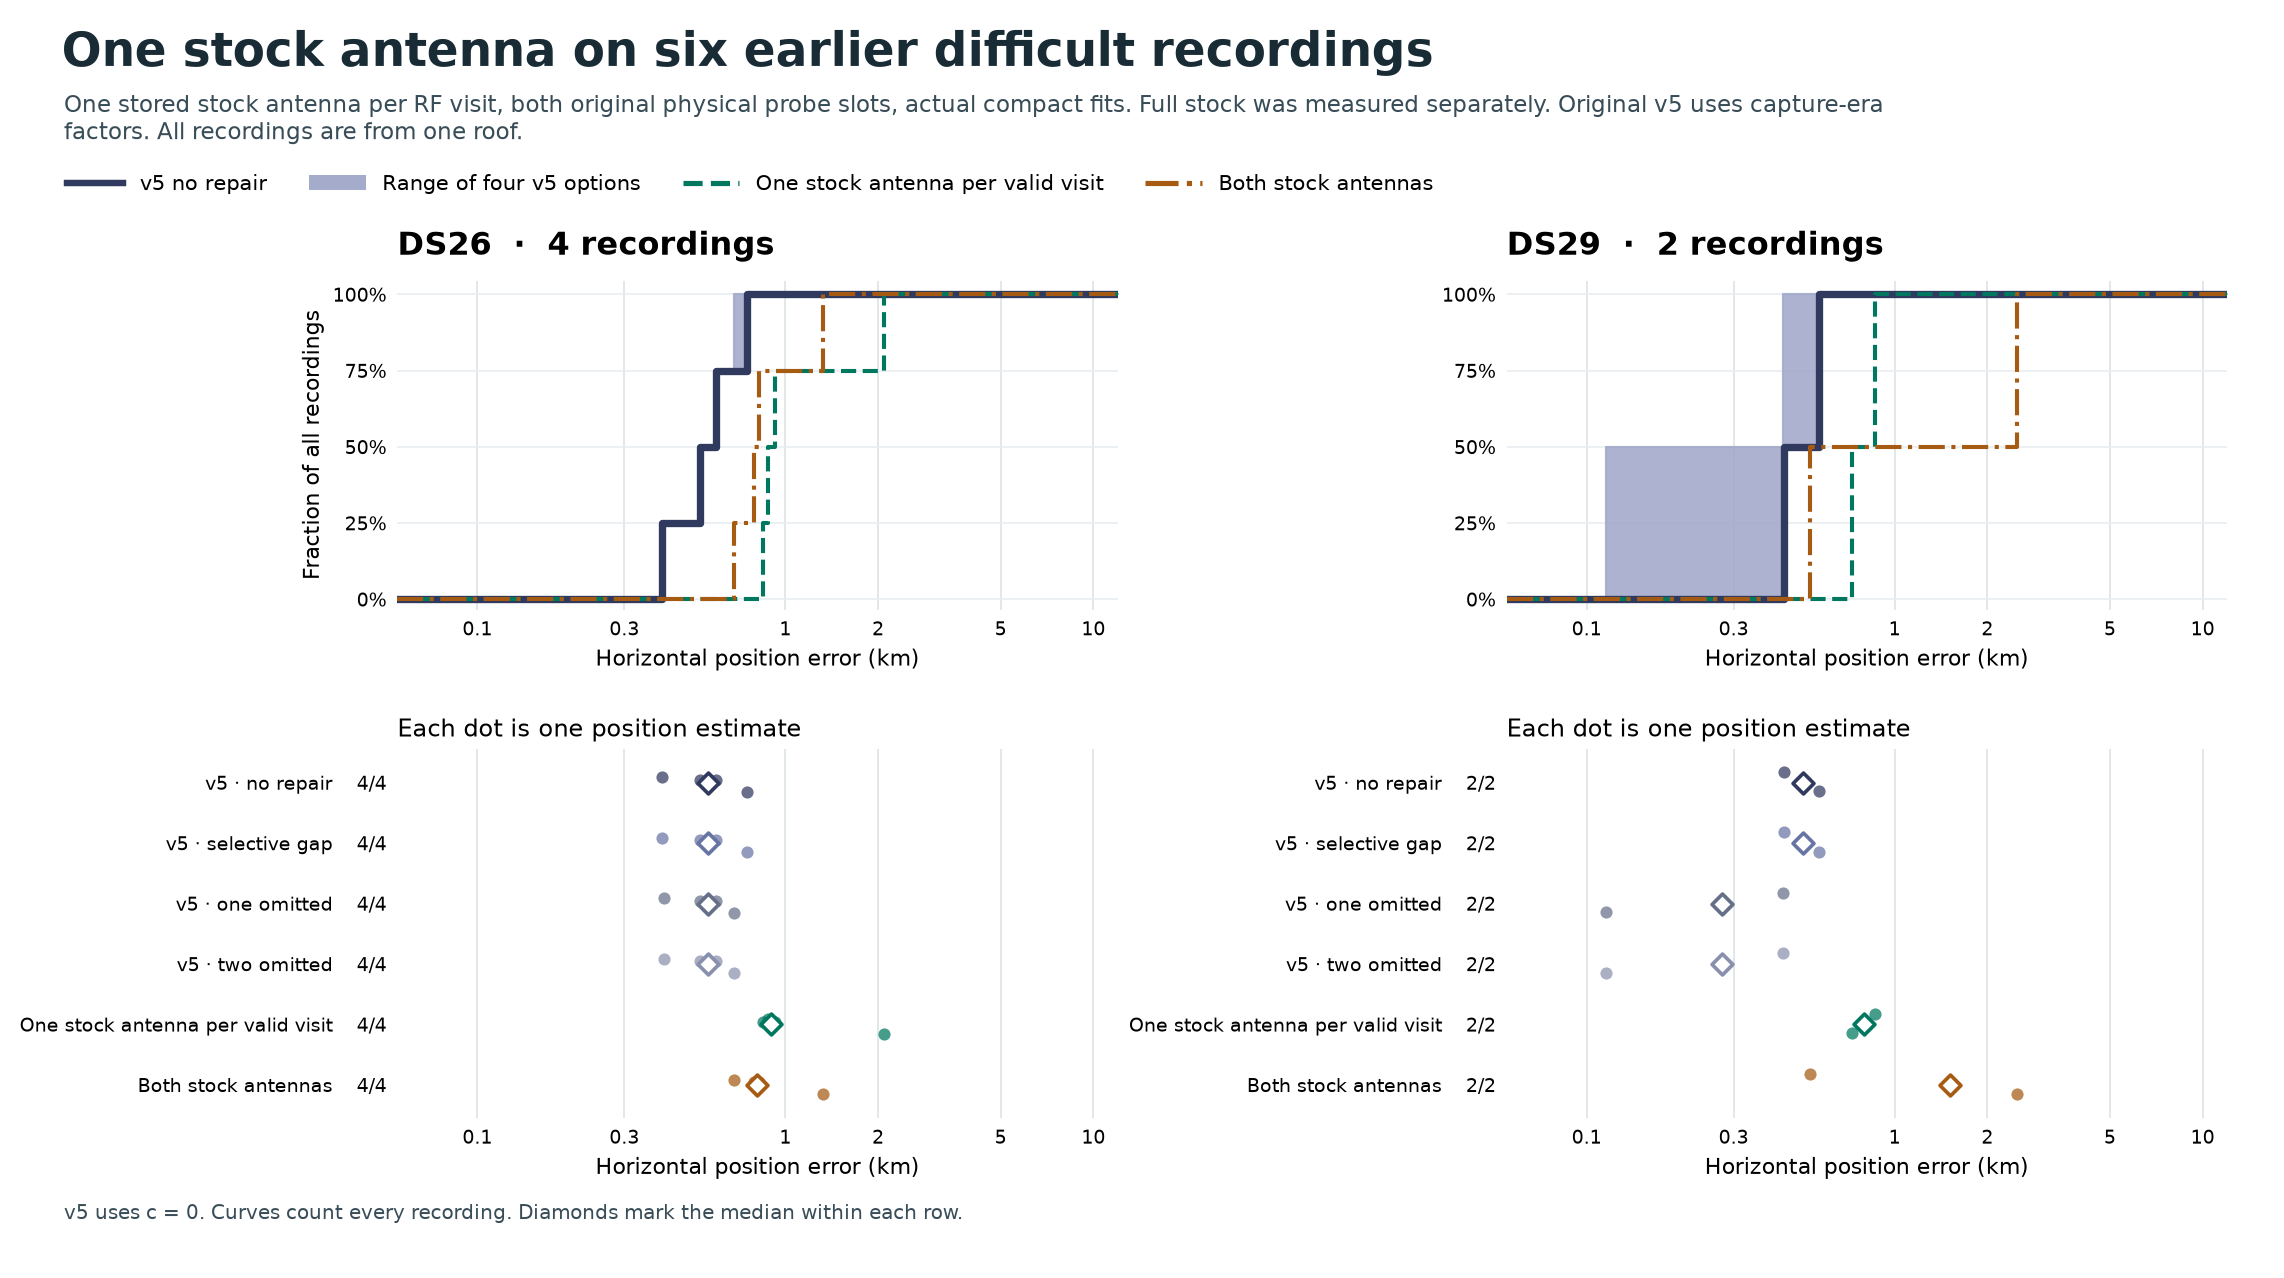 One stock antenna on six earlier difficult recordings
One stored stock antenna per RF visit, both original physical probe slots, actual compact fits. Full stock was measured separately. Original v5 uses capture-era
factors. All recordings are from one roof.
v5 no repair
Range of four v5 options
One stock antenna per valid visit
Both stock antennas
DS26 · 4 recordings
Fraction of all recordings
100%
75%
50%
25%
0%
0.1 0.3 1 2 5 10
Horizontal position error (km)
DS29 · 2 recordings
100%
75%
50%
25%
0%
0.1 0.3 1 2 5 10
Horizontal position error (km)
Each dot is one position estimate
v5 · no repair 4/4
v5 · selective gap 4/4
v5 · one omitted 4/4
v5 · two omitted 4/4
One stock antenna per valid visit 4/4
Both stock antennas 4/4
0.1 0.3 1 2 5 10
Horizontal position error (km)
Each dot is one position estimate
v5 · no repair 2/2
v5 · selective gap 2/2
v5 · one omitted 2/2
v5 · two omitted 2/2
One stock antenna per valid visit 2/2
Both stock antennas 2/2
0.1 0.3 1 2 5 10
Horizontal position error (km)
v5 uses c = 0. Curves count every recording. Diamonds mark the median within each row.